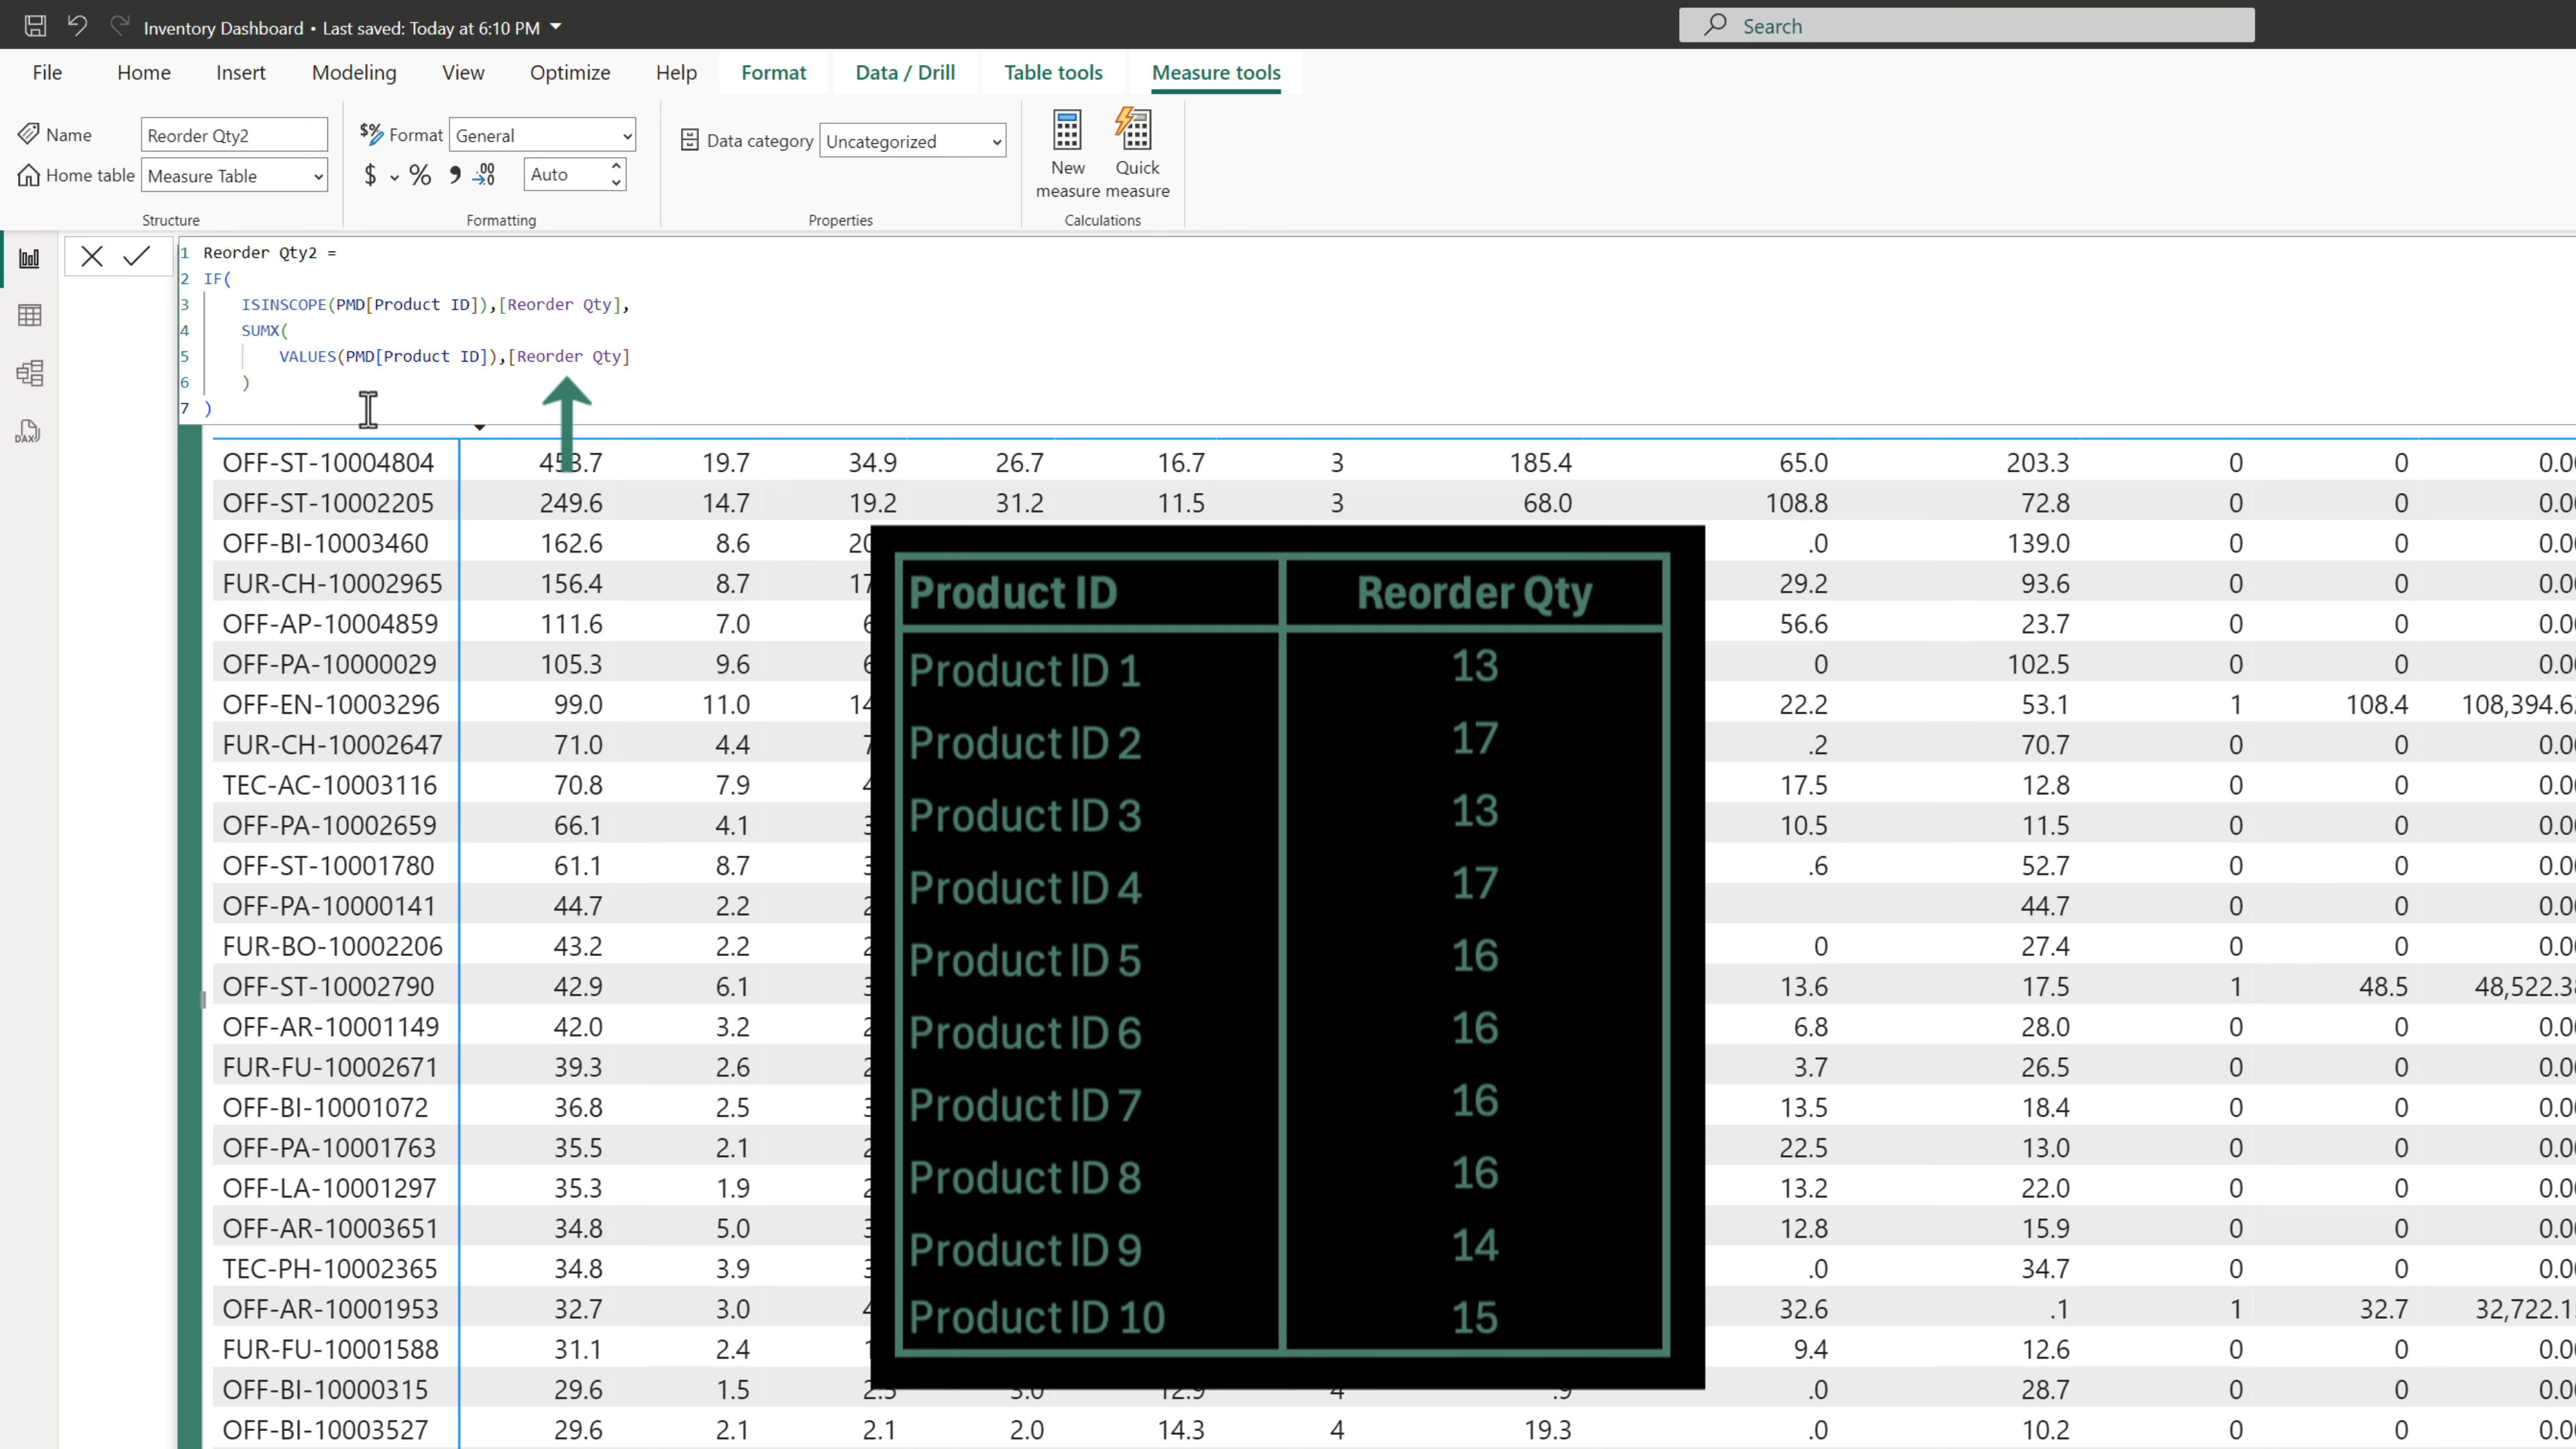 Inventory Dashboard • Last saved: Today at 6:10 PM
Search
File Home Insert Modeling View Optimize Help Format Data / Drill Table tools Measure tools
Name Reorder Qty2
Home table Measure Table
Structure
$% Format General
$ % , .00 Auto
Formatting
Data category Uncategorized
Properties
New measure
Quick measure
Calculations
1 Reorder Qty2 =
2 IF(
3 ISINSCOPE(PMD[Product ID]),[Reorder Qty],
4 SUMX(
5 VALUES(PMD[Product ID]),[Reorder Qty]
6 )
7 )
DAX
OFF-ST-10004804 19.7 34.9 26.7 16.7 3 185.4 65.0 203.3 0 0
OFF-ST-10002205 249.6 14.7 19.2 31.2 11.5 3 68.0 108.8 72.8 0 0
OFF-BI-10003460 162.6 8.6 .0 139.0 0 0
FUR-CH-10002965 156.4 8.7 29.2 93.6 0 0
OFF-AP-10004859 111.6 7.0 56.6 23.7 0 0
OFF-PA-10000029 105.3 9.6 0 102.5 0 0
OFF-EN-10003296 99.0 11.0 22.2 53.1 1 108.4
FUR-CH-10002647 71.0 4.4 .2 70.7 0 0
TEC-AC-10003116 70.8 7.9 17.5 12.8 0 0
OFF-PA-10002659 66.1 4.1 10.5 11.5 0 0
OFF-ST-10001780 61.1 8.7 .6 52.7 0 0
OFF-PA-10000141 44.7 2.2 44.7 0 0
FUR-BO-10002206 43.2 2.2 0 27.4 0 0
OFF-ST-10002790 42.9 6.1 13.6 17.5 1 48.5
OFF-AR-10001149 42.0 3.2 6.8 28.0 0 0
FUR-FU-10002671 39.3 2.6 3.7 26.5 0 0
OFF-BI-10001072 36.8 2.5 13.5 18.4 0 0
OFF-PA-10001763 35.5 2.1 22.5 13.0 0 0
OFF-LA-10001297 35.3 1.9 13.2 22.0 0 0
OFF-AR-10003651 34.8 5.0 12.8 15.9 0 0
TEC-PH-10002365 34.8 3.9 .0 34.7 0 0
OFF-AR-10001953 32.7 3.0 32.6 .1 1 32.7
FUR-FU-10001588 31.1 2.4 9.4 12.6 0 0
OFF-BI-10000315 29.6 1.5 .0 28.7 0 0
OFF-BI-10003527 29.6 2.1 2.1 2.0 14.3 4 19.3 .0 10.2 0 0
Product ID Reorder Qty
Product ID 1 13
Product ID 2 17
Product ID 3 13
Product ID 4 17
Product ID 5 16
Product ID 6 16
Product ID 7 16
Product ID 8 16
Product ID 9 14
Product ID 10 15